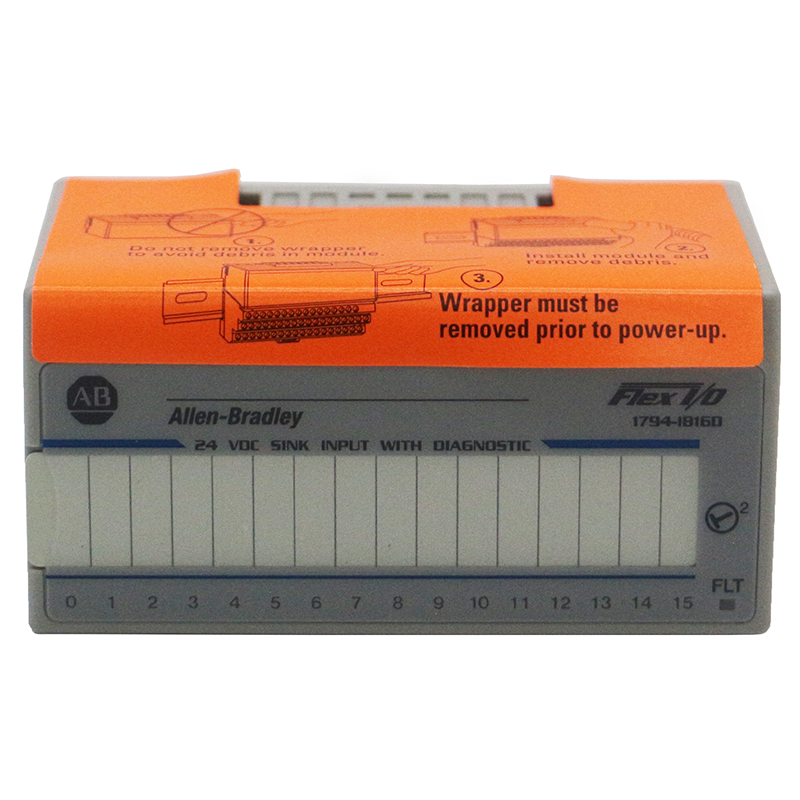 1.
Do not remove wrapper
to avoid debris in module.
2.
Install module and
remove debris.
3.
Wrapper must be
removed prior to power-up.
AB
Allen-Bradley
Flex I/O
1794-IB16D
24 VDC SINK INPUT WITH DIAGNOSTIC
2
FLT
0 1 2 3 4 5 6 7 8 9 10 11 12 13 14 15